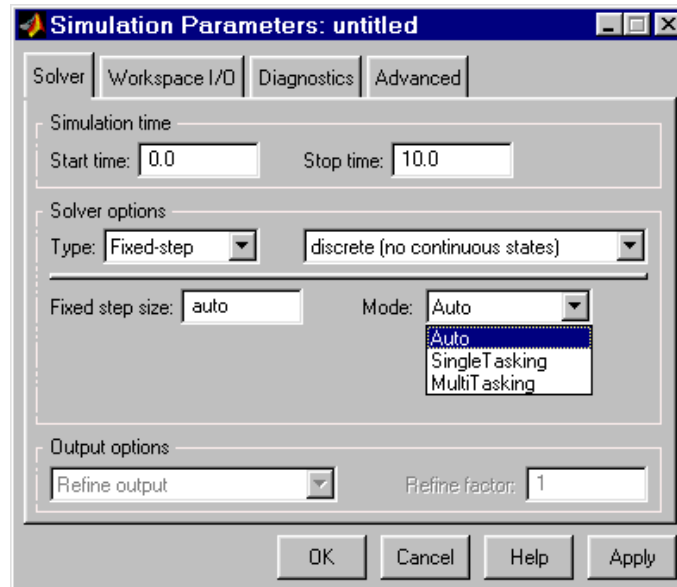 Simulation Parameters: untitled
Solver Workspace I/O Diagnostics Advanced
Simulation time
Start time: 0.0 Stop time: 10.0
Solver options
Type: Fixed-step discrete (no continuous states)
Fixed step size: auto Mode: Auto
Auto
SingleTasking
MultiTasking
Output options
Refine output Refine factor: 1
OK Cancel Help Apply